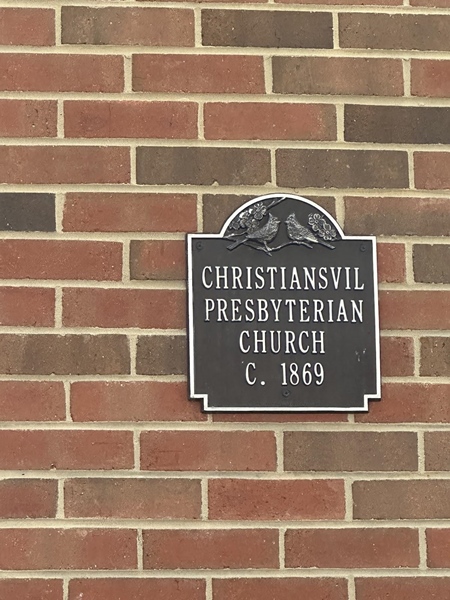 CHRISTIANSVIL
PRESBYTERIAN
CHURCH
C. 1869